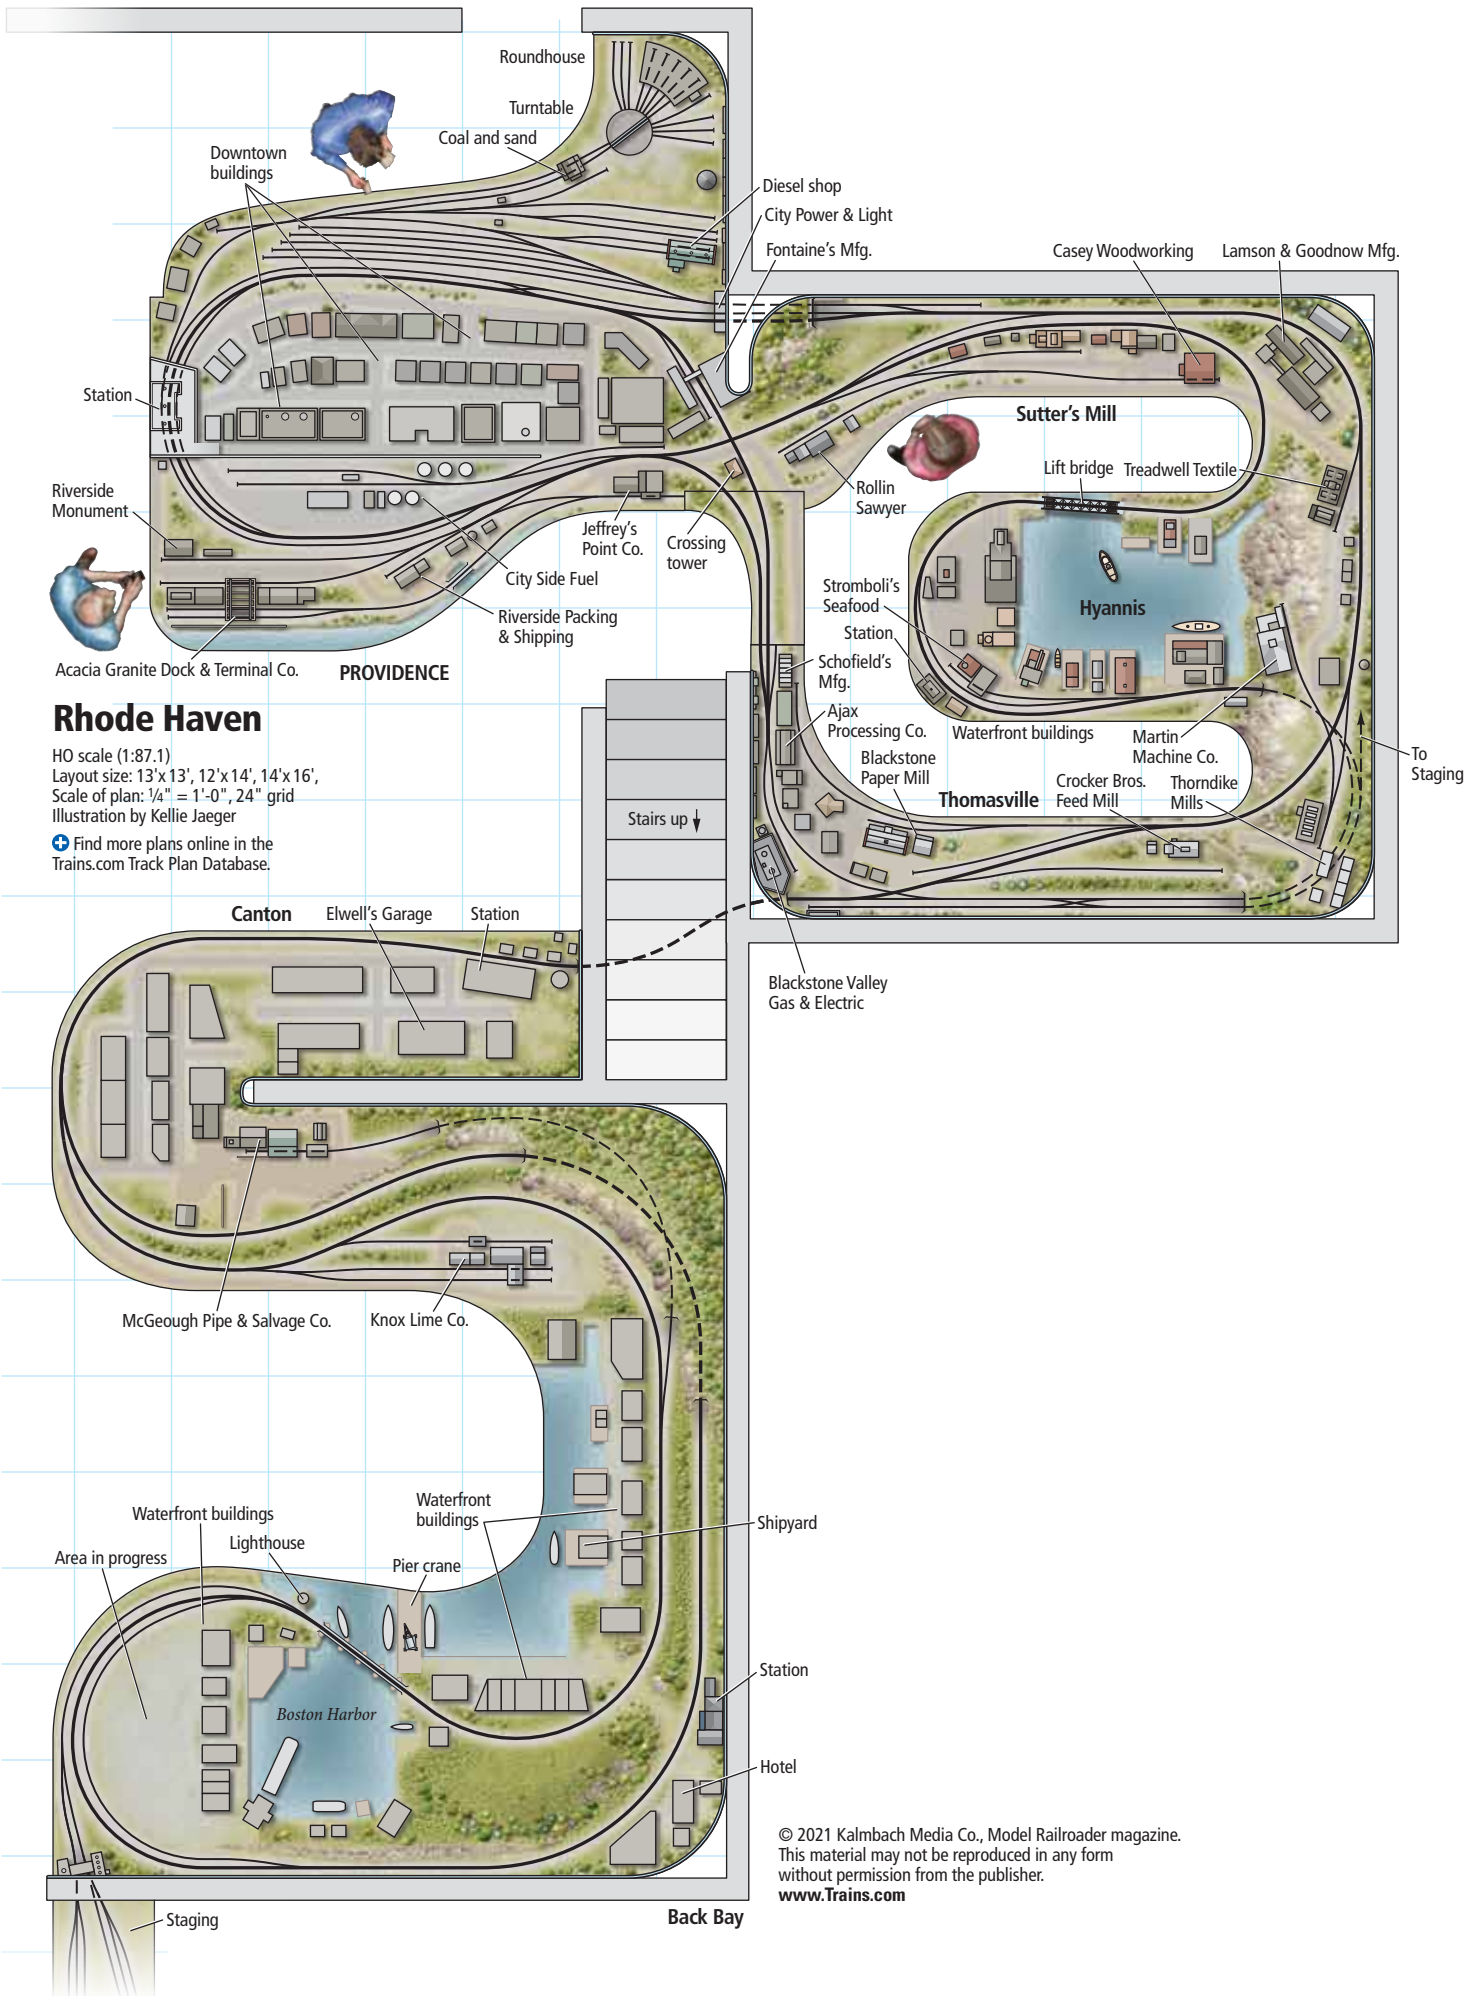 Roundhouse
Turntable
Coal and sand
Downtown
buildings
Diesel shop
City Power & Light
Fontaine's Mfg.
Casey Woodworking
Lamson & Goodnow Mfg.
Station
Sutter's Mill
Lift bridge
Treadwell Textile
Riverside
Monument
Rollin
Sawyer
Jeffrey's
Point Co.
Crossing
tower
City Side Fuel
Stromboli's
Seafood
Hyannis
Station
Riverside Packing
& Shipping
Acacia Granite Dock & Terminal Co.
PROVIDENCE
Schofield's
Mfg.
Ajax
Processing Co.
Waterfront buildings
Martin
Machine Co.
To
Staging
Blackstone
Paper Mill
Thomasville
Crocker Bros.
Feed Mill
Thorndike
Mills
Rhode Haven
HO scale (1:87.1)
Layout size: 13'x 13', 12'x 14', 14'x 16',
Scale of plan: 1/4" = 1'-0", 24" grid
Illustration by Kellie Jaeger
Find more plans online in the
Trains.com Track Plan Database.
Stairs up
Canton
Elwell's Garage
Station
Blackstone Valley
Gas & Electric
McGeough Pipe & Salvage Co.
Knox Lime Co.
Waterfront buildings
Lighthouse
Area in progress
Waterfront
buildings
Pier crane
Shipyard
Station
Boston Harbor
Hotel
© 2021 Kalmbach Media Co., Model Railroader magazine.
This material may not be reproduced in any form
without permission from the publisher.
www.Trains.com
Back Bay
Staging